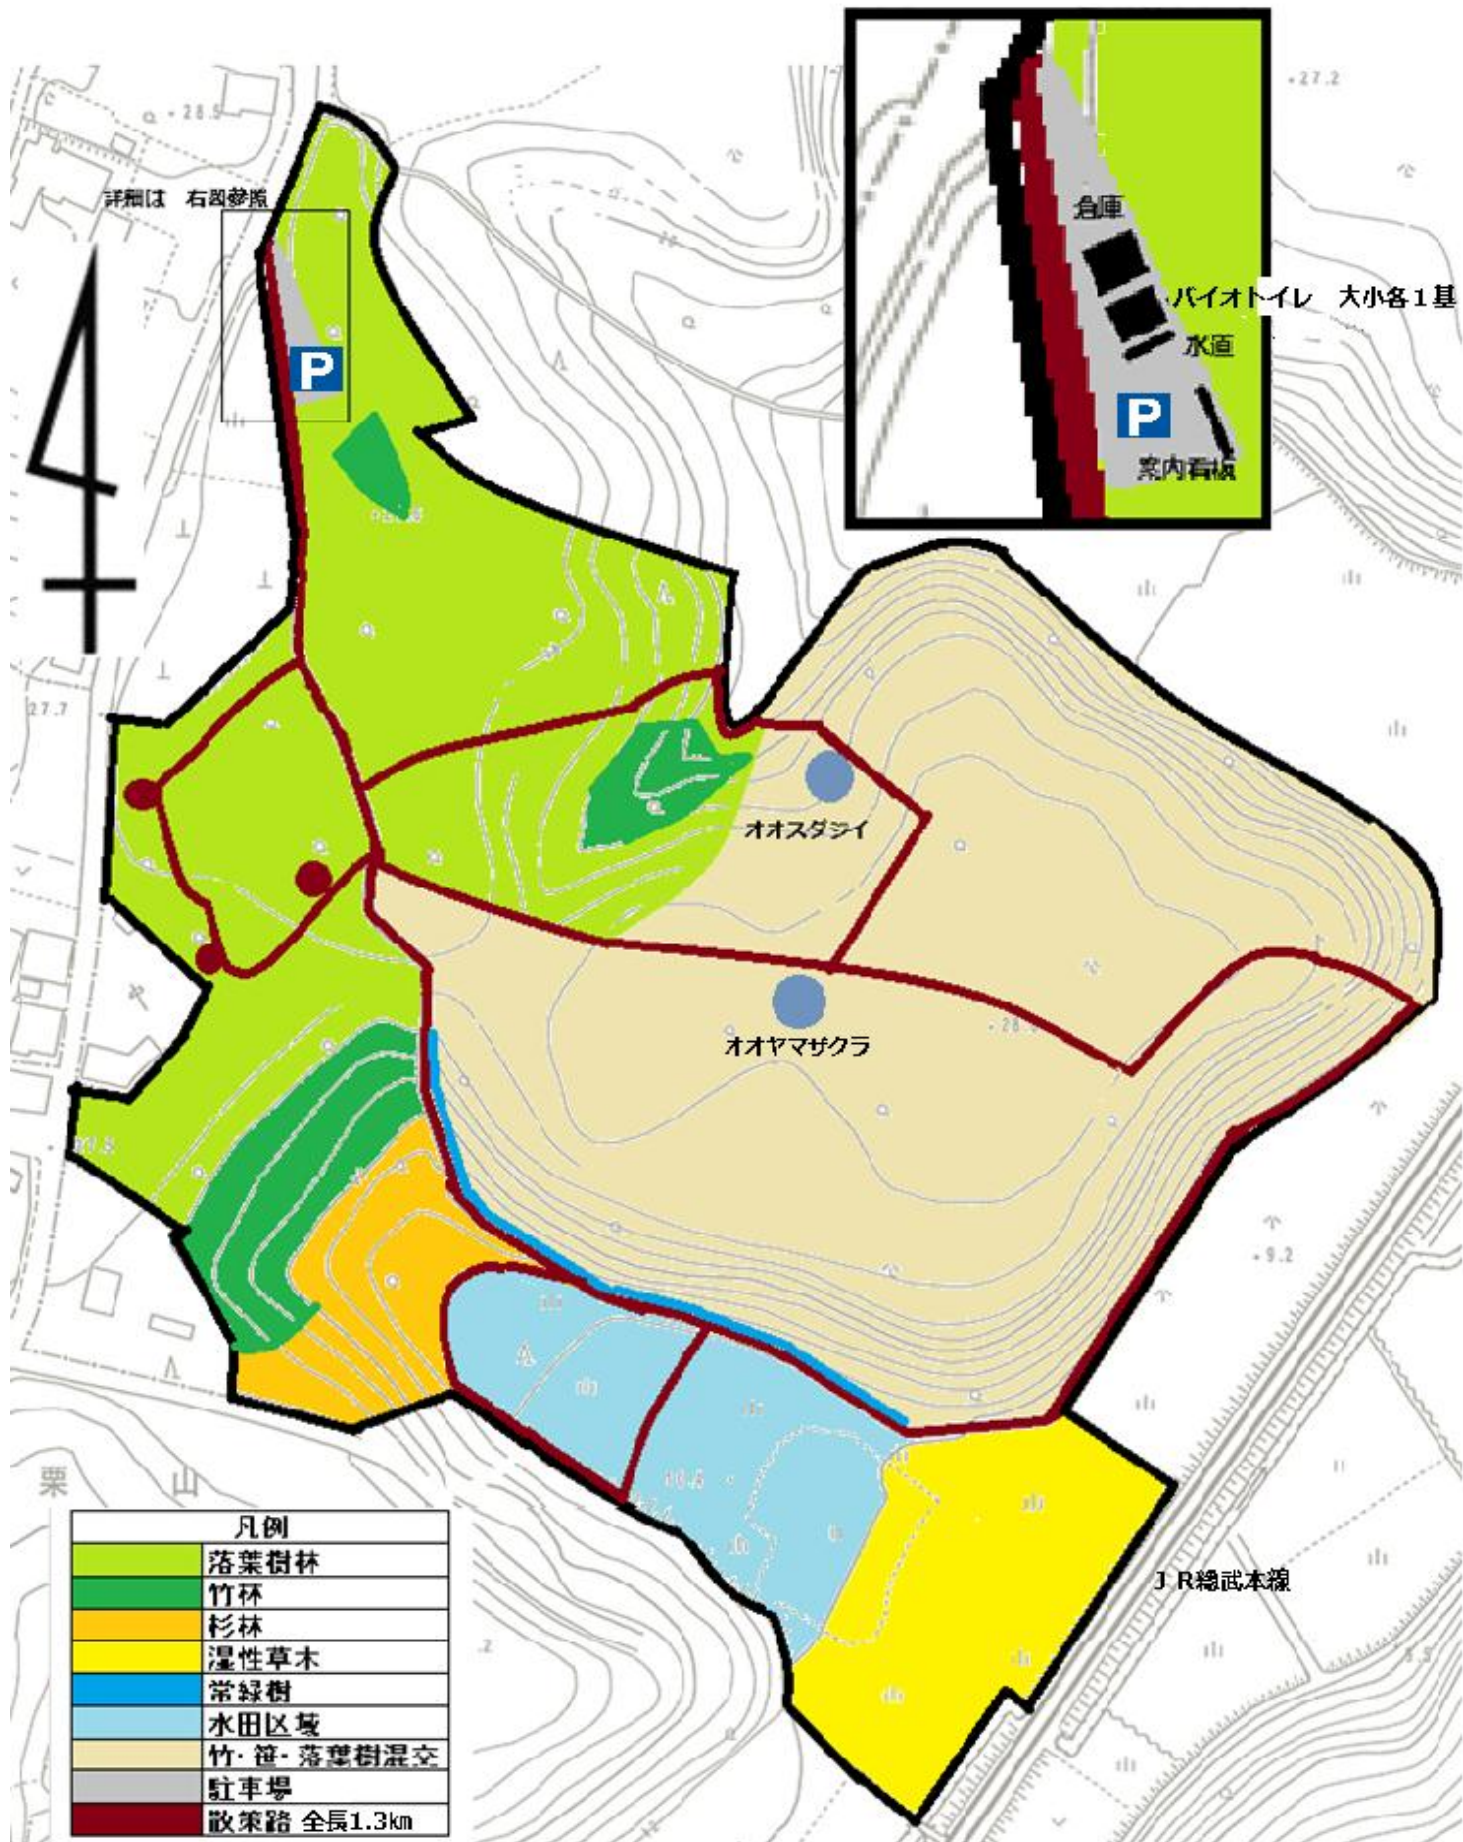 詳細は 右図参照
倉庫
バイオトイレ 大小各1基
水道
P
案内看板
P
27.2
28.5
27.7
オオスダジイ
オオヤマザクラ
9.2
栗山
JR総武本線
凡例
落葉樹林
竹林
杉林
湿性草木
常緑樹
水田区域
竹・笹・落葉樹混交
駐車場
散策路 全長1.3km